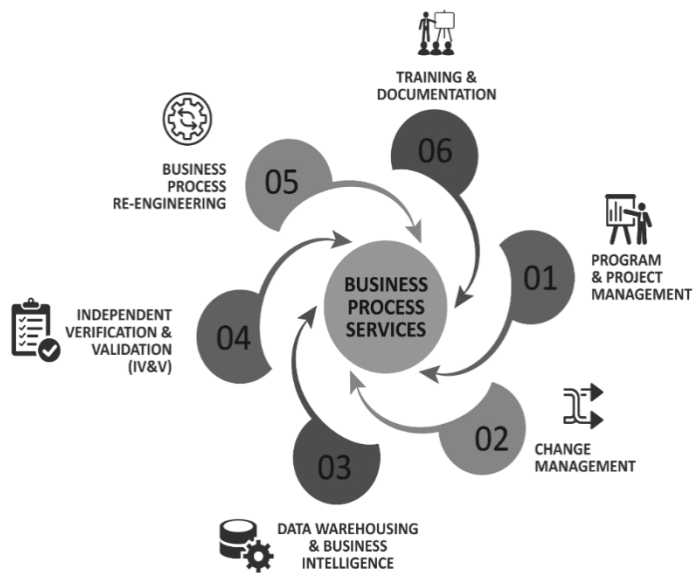 TRAINING &
DOCUMENTATION
06
BUSINESS
PROCESS
RE-ENGINEERING
05
PROGRAM
& PROJECT
MANAGEMENT
01
BUSINESS
PROCESS
SERVICES
INDEPENDENT
VERIFICATION &
VALIDATION
(IV&V)
04
02
CHANGE
MANAGEMENT
03
DATA WAREHOUSING
& BUSINESS
INTELLIGENCE